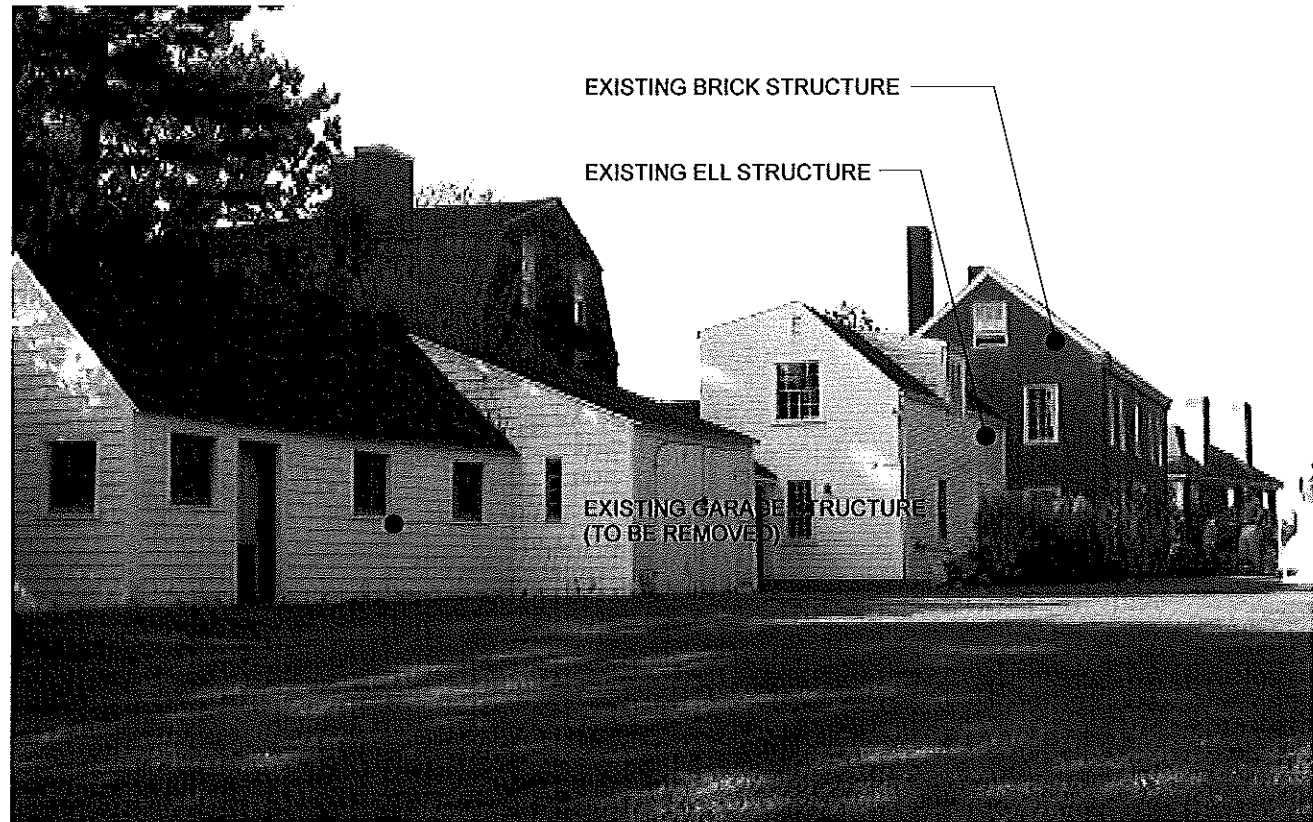 EXISTING BRICK STRUCTURE
EXISTING ELL STRUCTURE
EXISTING GARAGE STRUCTURE
(TO BE REMOVED)